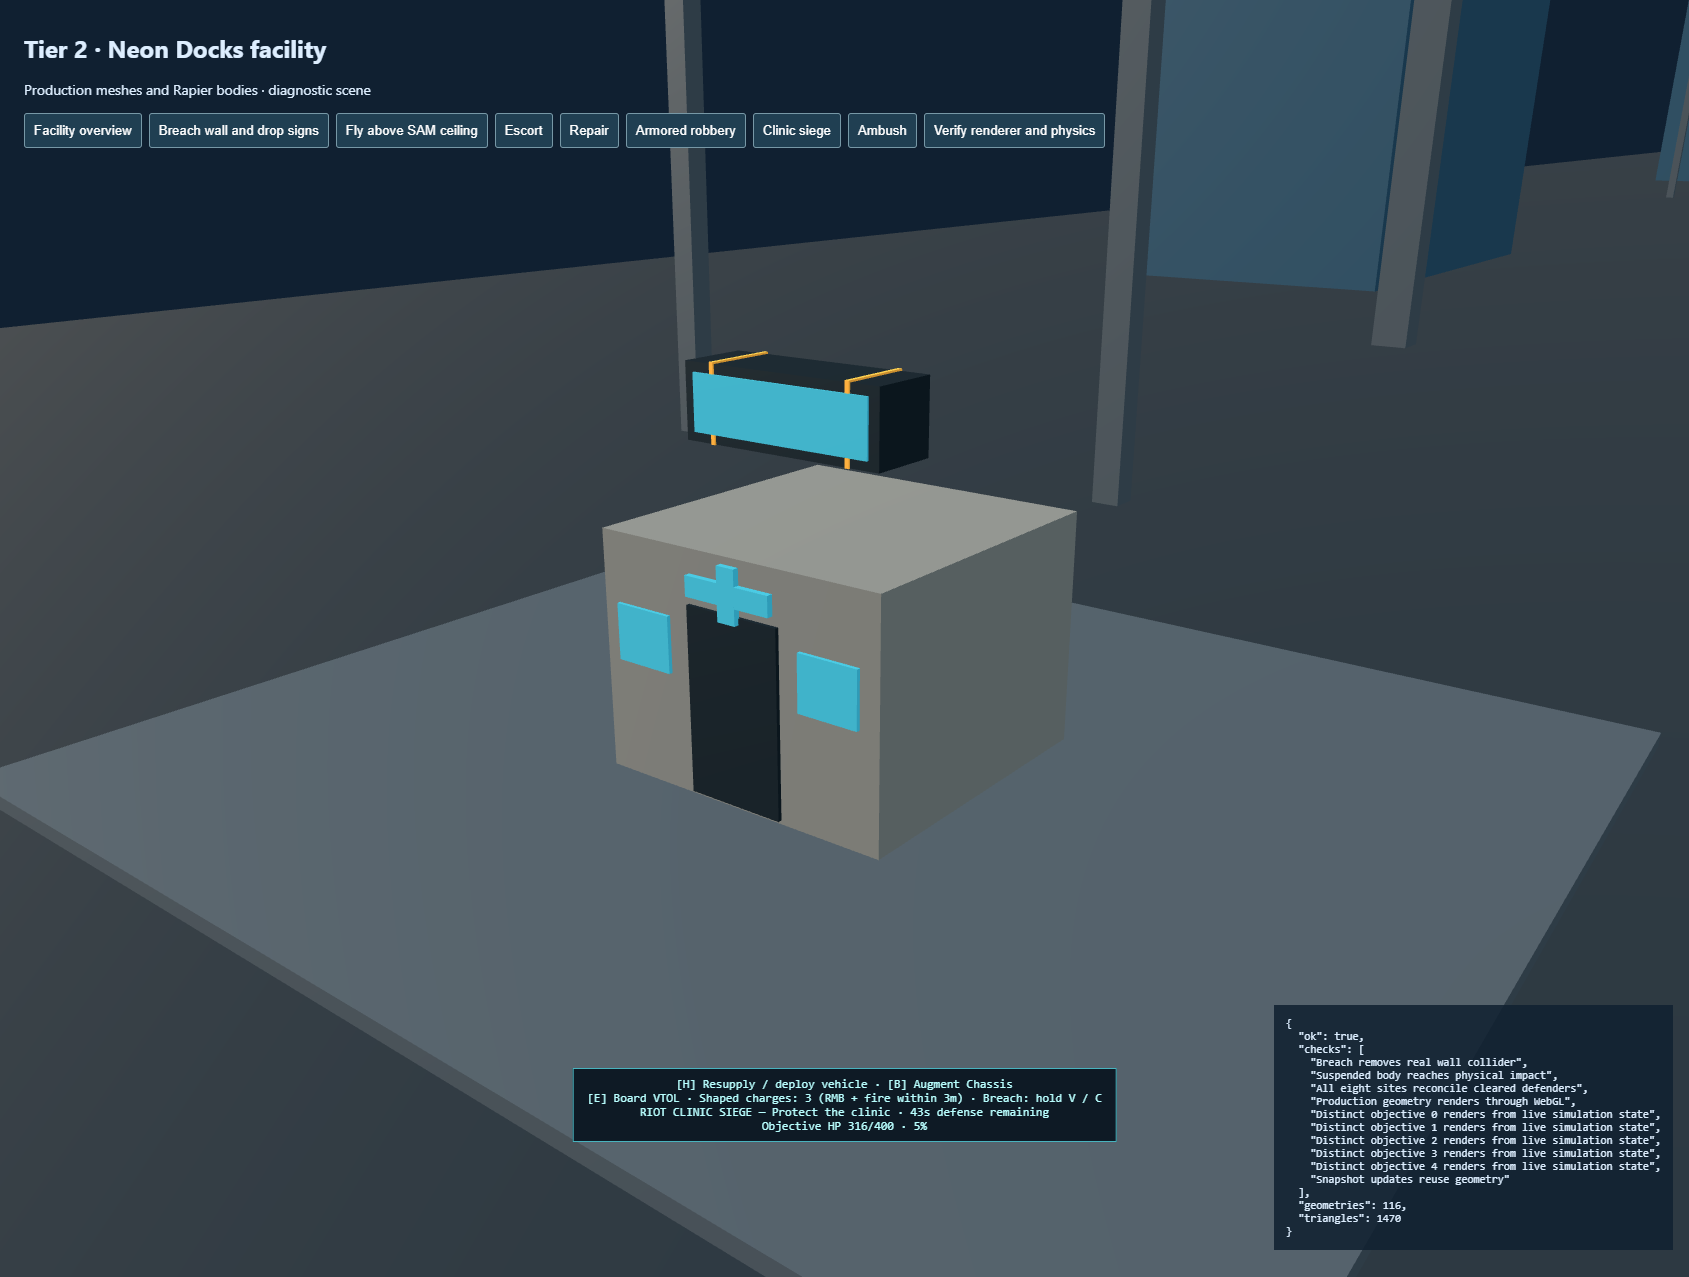 Tier 2 · Neon Docks facility
Production meshes and Rapier bodies · diagnostic scene
Facility overview
Breach wall and drop signs
Fly above SAM ceiling
Escort
Repair
Armored robbery
Clinic siege
Ambush
Verify renderer and physics
[H] Resupply / deploy vehicle · [B] Augment Chassis
[E] Board VTOL · Shaped charges: 3 (RMB + fire within 3m) · Breach: hold V / C
RIOT CLINIC SIEGE — Protect the clinic · 43s defense remaining
Objective HP 316/400 · 5%
{
"ok": true,
"checks": [
"Breach removes real wall collider",
"Suspended body reaches physical impact",
"All eight sites reconcile cleared defenders",
"Production geometry renders through WebGL",
"Distinct objective 0 renders from live simulation state",
"Distinct objective 1 renders from live simulation state",
"Distinct objective 2 renders from live simulation state",
"Distinct objective 3 renders from live simulation state",
"Distinct objective 4 renders from live simulation state",
"Snapshot updates reuse geometry"
],
"geometries": 116,
"triangles": 1470
}